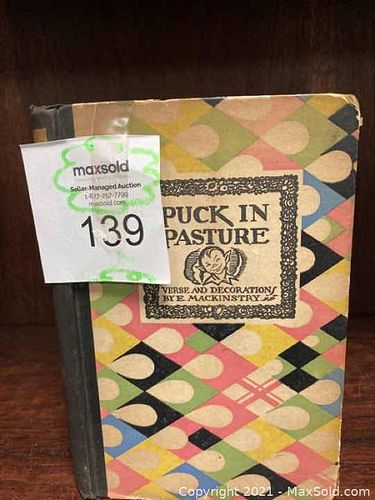 maxsold
Seller-Managed Auction
1-877-257-7799
maxsold.com
139
PUCK IN
PASTURE
VERSE AND DECORATIONS
BY E. MACKINSTRY
Copyright © 2021 - MaxSold.com